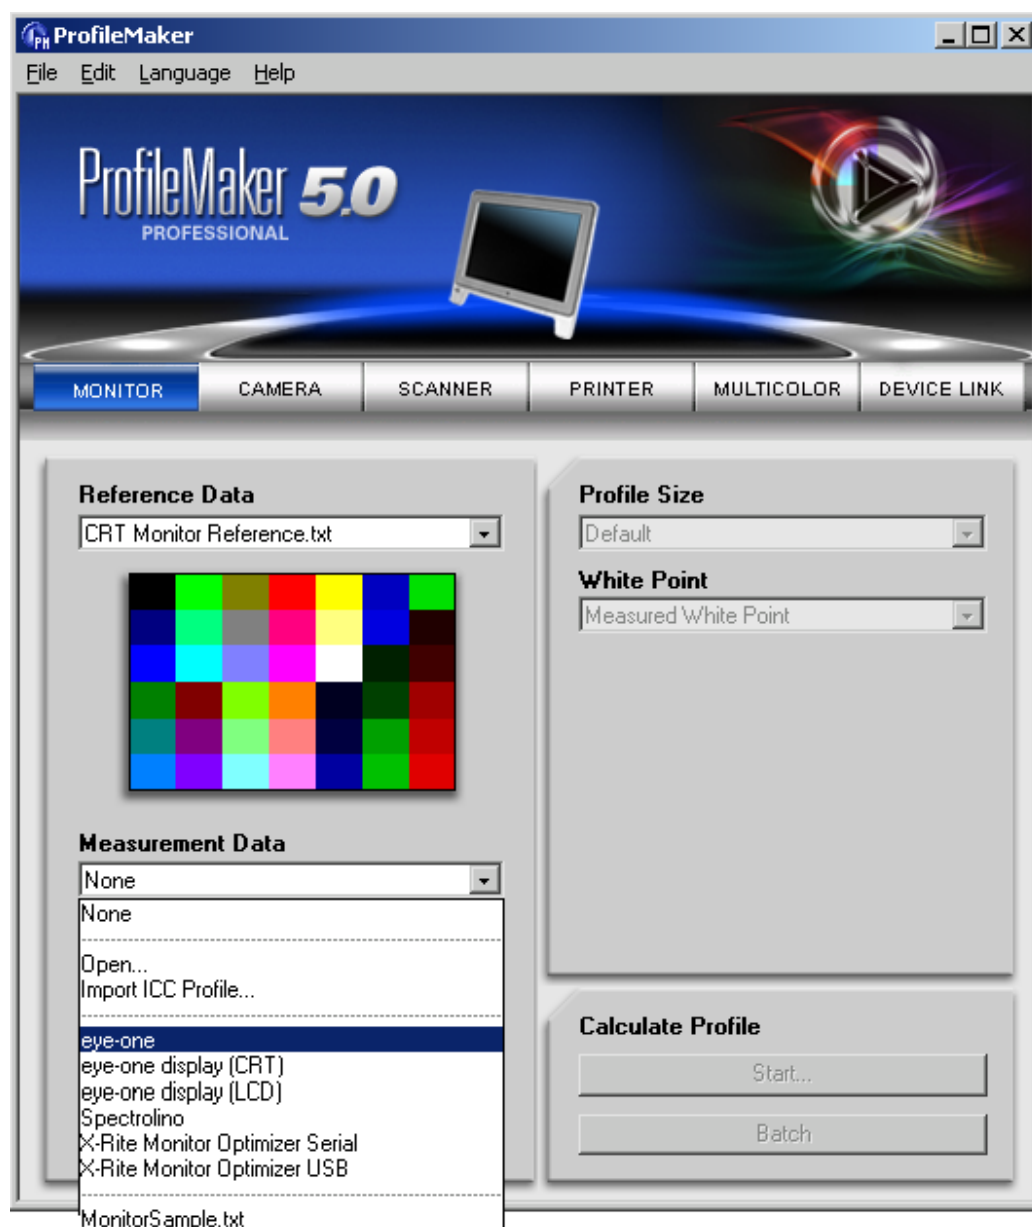 ProfileMaker
File Edit Language Help
ProfileMaker 5.0
PROFESSIONAL
MONITOR CAMERA SCANNER PRINTER MULTICOLOR DEVICE LINK
Reference Data
CRT Monitor Reference.txt
Measurement Data
None
None
Open...
Import ICC Profile...
eye-one
eye-one display (CRT)
eye-one display (LCD)
Spectrolino
X-Rite Monitor Optimizer Serial
X-Rite Monitor Optimizer USB
MonitorSample.txt
Profile Size
Default
White Point
Measured White Point
Calculate Profile
Start...
Batch